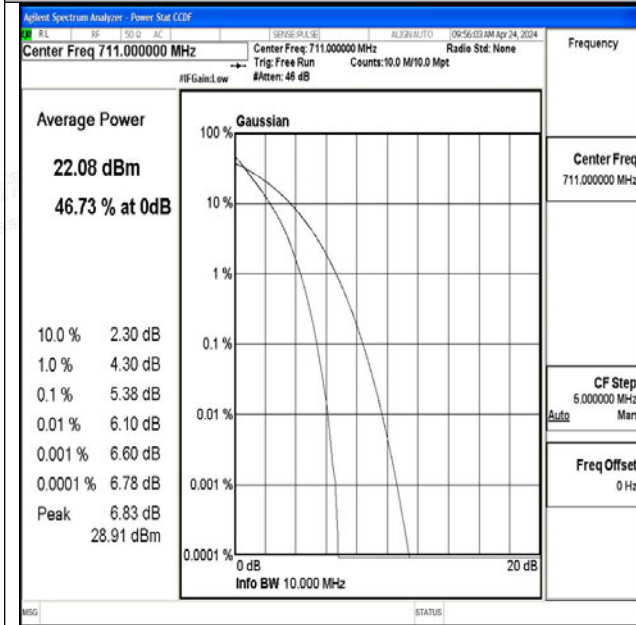 Agilent Spectrum Analyzer - Power Stat CCDF
RL RF 50 Ω AC SENSE:PULSE ALIGNAUTO 09:56:03 AM Apr 24, 2024
Center Freq 711.000000 MHz
Center Freq: 711.000000 MHz Radio Std: None
Trig: Free Run Counts:10.0 M/10.0 Mpt
#IFGain:Low #Atten: 46 dB
Average Power
22.08 dBm
46.73 % at 0dB
10.0 % 2.30 dB
1.0 % 4.30 dB
0.1 % 5.38 dB
0.01 % 6.10 dB
0.001 % 6.60 dB
0.0001 % 6.78 dB
Peak 6.83 dB
28.91 dBm
Gaussian
100 %
10 %
1 %
0.1 %
0.01 %
0.001 %
0.0001 %
0 dB 20 dB
Info BW 10.000 MHz
Frequency
Center Freq
711.000000 MHz
CF Step
5.000000 MHz
Auto Man
Freq Offset
0 Hz
MSG STATUS